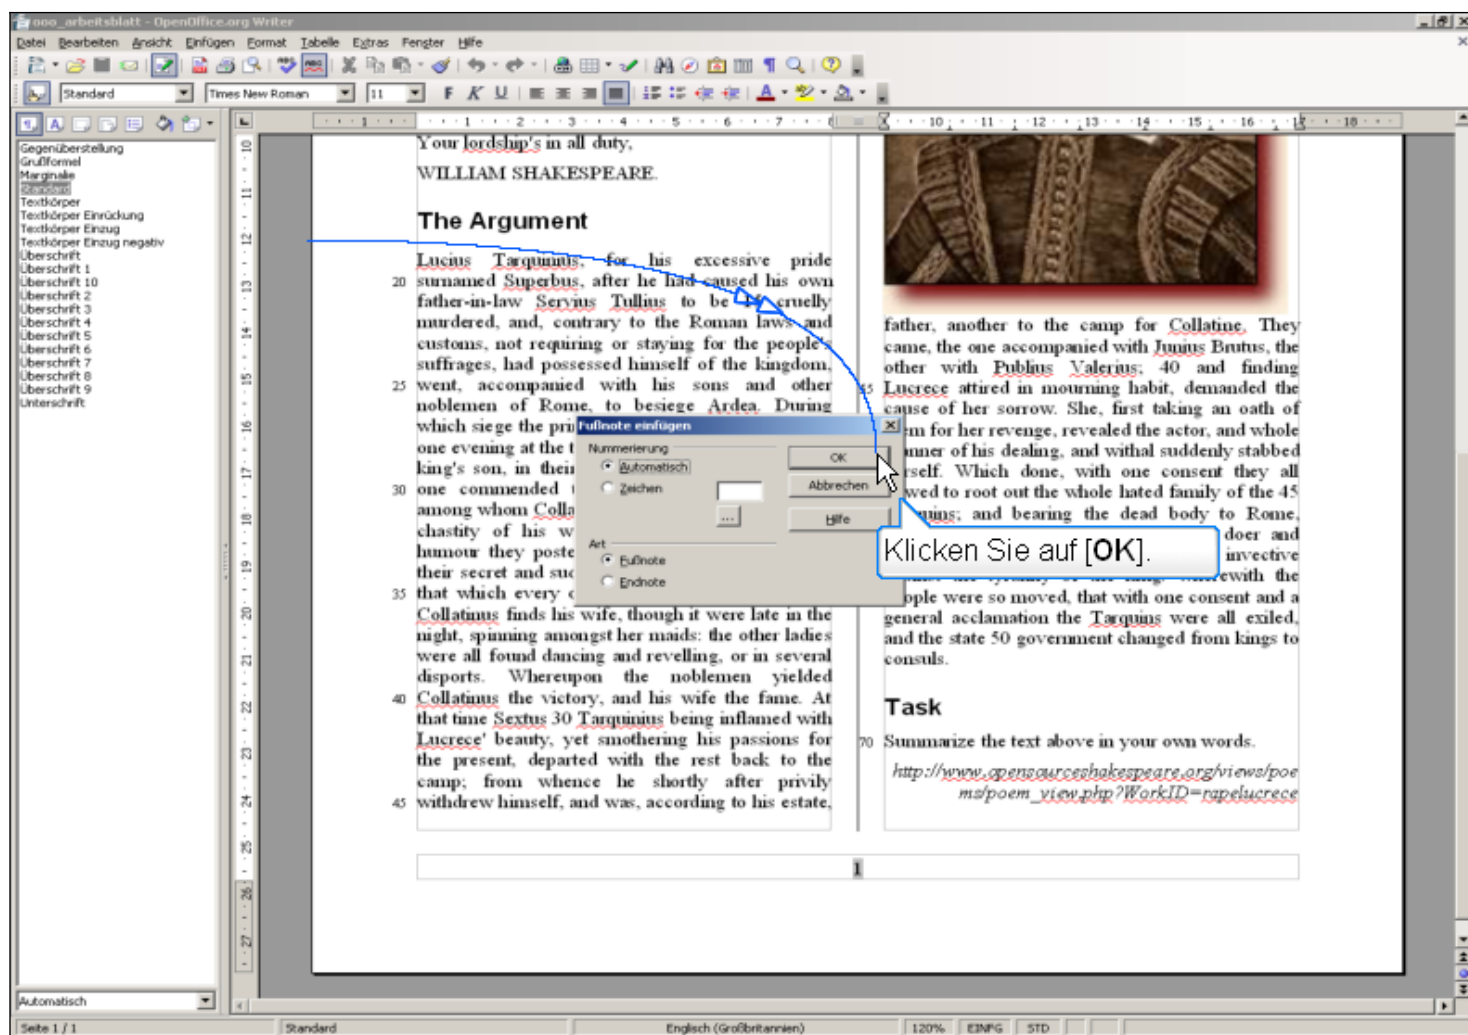 ooo_arbeitsblatt - OpenOffice.org Writer
Datei Bearbeiten Ansicht Einfügen Format Tabelle Extras Fenster Hilfe
Standard Times New Roman 11 F K U
Gegenüberstellung
Grußformel
Marginalie
Standard
Textkörper
Textkörper Einrückung
Textkörper Einzug
Textkörper Einzug negativ
Überschrift
Überschrift 1
Überschrift 10
Überschrift 2
Überschrift 3
Überschrift 4
Überschrift 5
Überschrift 6
Überschrift 7
Überschrift 8
Überschrift 9
Unterschrift
Automatisch
Your lordship's in all duty,
WILLIAM SHAKESPEARE.
The Argument
Lucius Tarquinius, for his excessive pride
20 surnamed Superbus, after he had caused his own
father-in-law Servius Tullius to be cruelly
murdered, and, contrary to the Roman laws and
customs, not requiring or staying for the people's
suffrages, had possessed himself of the kingdom,
25 went, accompanied with his sons and other
noblemen of Rome, to besiege Ardea. During
which siege the pri
one evening at the t
king's son, in thei
30 one commended
among whom Colla
chastity of his w
humour they poste
their secret and suc
35 that which every
Collatinus finds his wife, though it were late in the
night, spinning amongst her maids: the other ladies
were all found dancing and revelling, or in several
disports. Whereupon the noblemen yielded
40 Collatinus the victory, and his wife the fame. At
that time Sextus 30 Tarquinius being inflamed with
Lucrece' beauty, yet smothering his passions for
the present, departed with the rest back to the
camp; from whence he shortly after privily
45 withdrew himself, and was, according to his estate,
father, another to the camp for Collatine. They
came, the one accompanied with Junius Brutus, the
other with Publius Valerius; 40 and finding
Lucrece attired in mourning habit, demanded the
cause of her sorrow. She, first taking an oath of
em for her revenge, revealed the actor, and whole
nner of his dealing, and withal suddenly stabbed
rself. Which done, with one consent they all
wed to root out the whole hated family of the 45
quins; and bearing the dead body to Rome,
doer and
invective
rewith the
ople were so moved, that with one consent and a
general acclamation the Tarquins were all exiled,
and the state 50 government changed from kings to
consuls.
Task
70 Summarize the text above in your own words.
http://www.opensourceshakespeare.org/views/poe
ms/poem_view.php?WorkID=rapelucrece
1
Fußnote einfügen
Nummerierung
Automatisch
Zeichen
...
Art
Fußnote
Endnote
OK
Abbrechen
Hilfe
Klicken Sie auf [OK].
Seite 1 / 1 Standard Englisch (Großbritannien) 120% EINFG STD